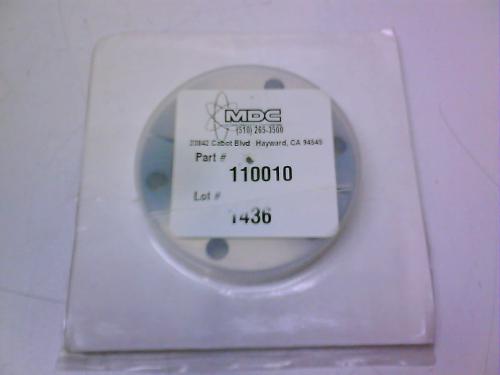 MDC
(510) 265-3500
23842 Cabot Blvd Hayward, CA 94545
Part #
110010
Lot #
1436